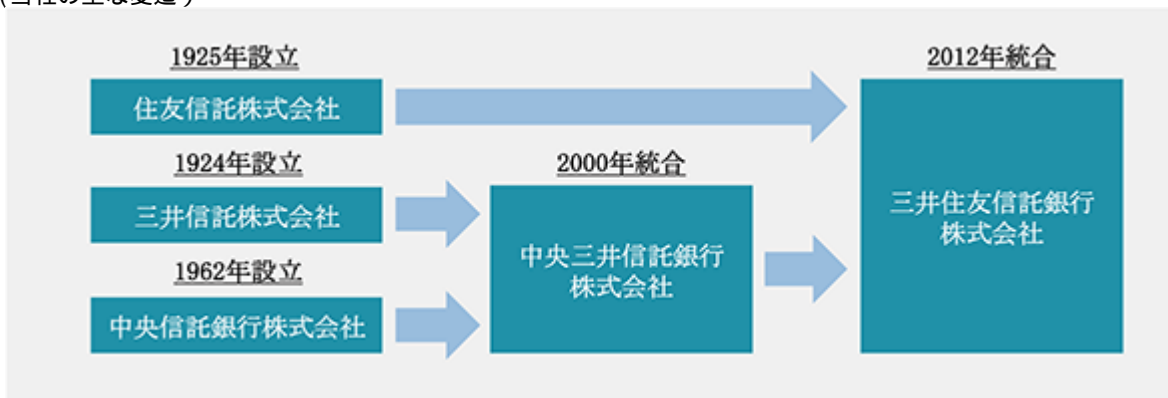 1925年設立
住友信託株式会社
1924年設立
三井信託株式会社
1962年設立
中央信託銀行株式会社
2000年統合
中央三井信託銀行
株式会社
2012年統合
三井住友信託銀行
株式会社